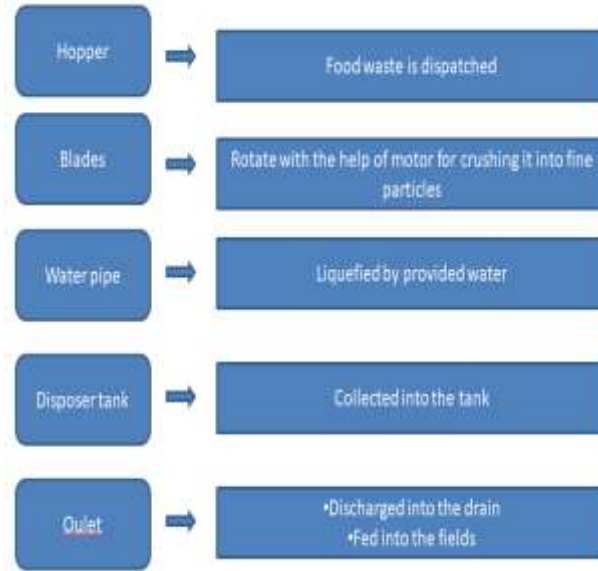 Hopper
Food waste is dispatched
Blades
Rotate with the help of motor for crushing it into fine
particles
Water pipe
Liquefied by provided water
Disposer tank
Collected into the tank
Oulet
•Discharged into the drain
•Fed into the fields